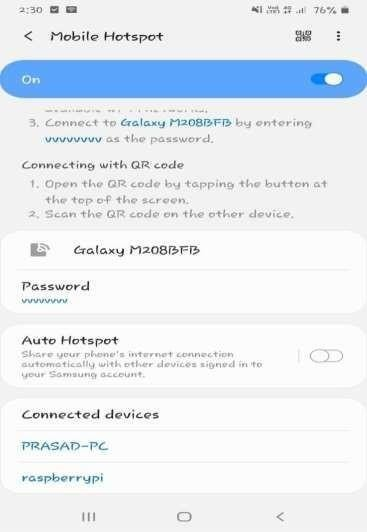 2:30
76%
Mobile Hotspot
On
3. Connect to Galaxy M208BFB by entering
vvvvvvvv as the password.
Connecting with QR code
1. Open the QR code by tapping the button at
the top of the screen.
2. Scan the QR code on the other device.
Galaxy M208BFB
Password
vvvvvvvv
Auto Hotspot
Share your phone's internet connection
automatically with other devices signed in to
your Samsung account.
Connected devices
PRASAD-PC
raspberrypi